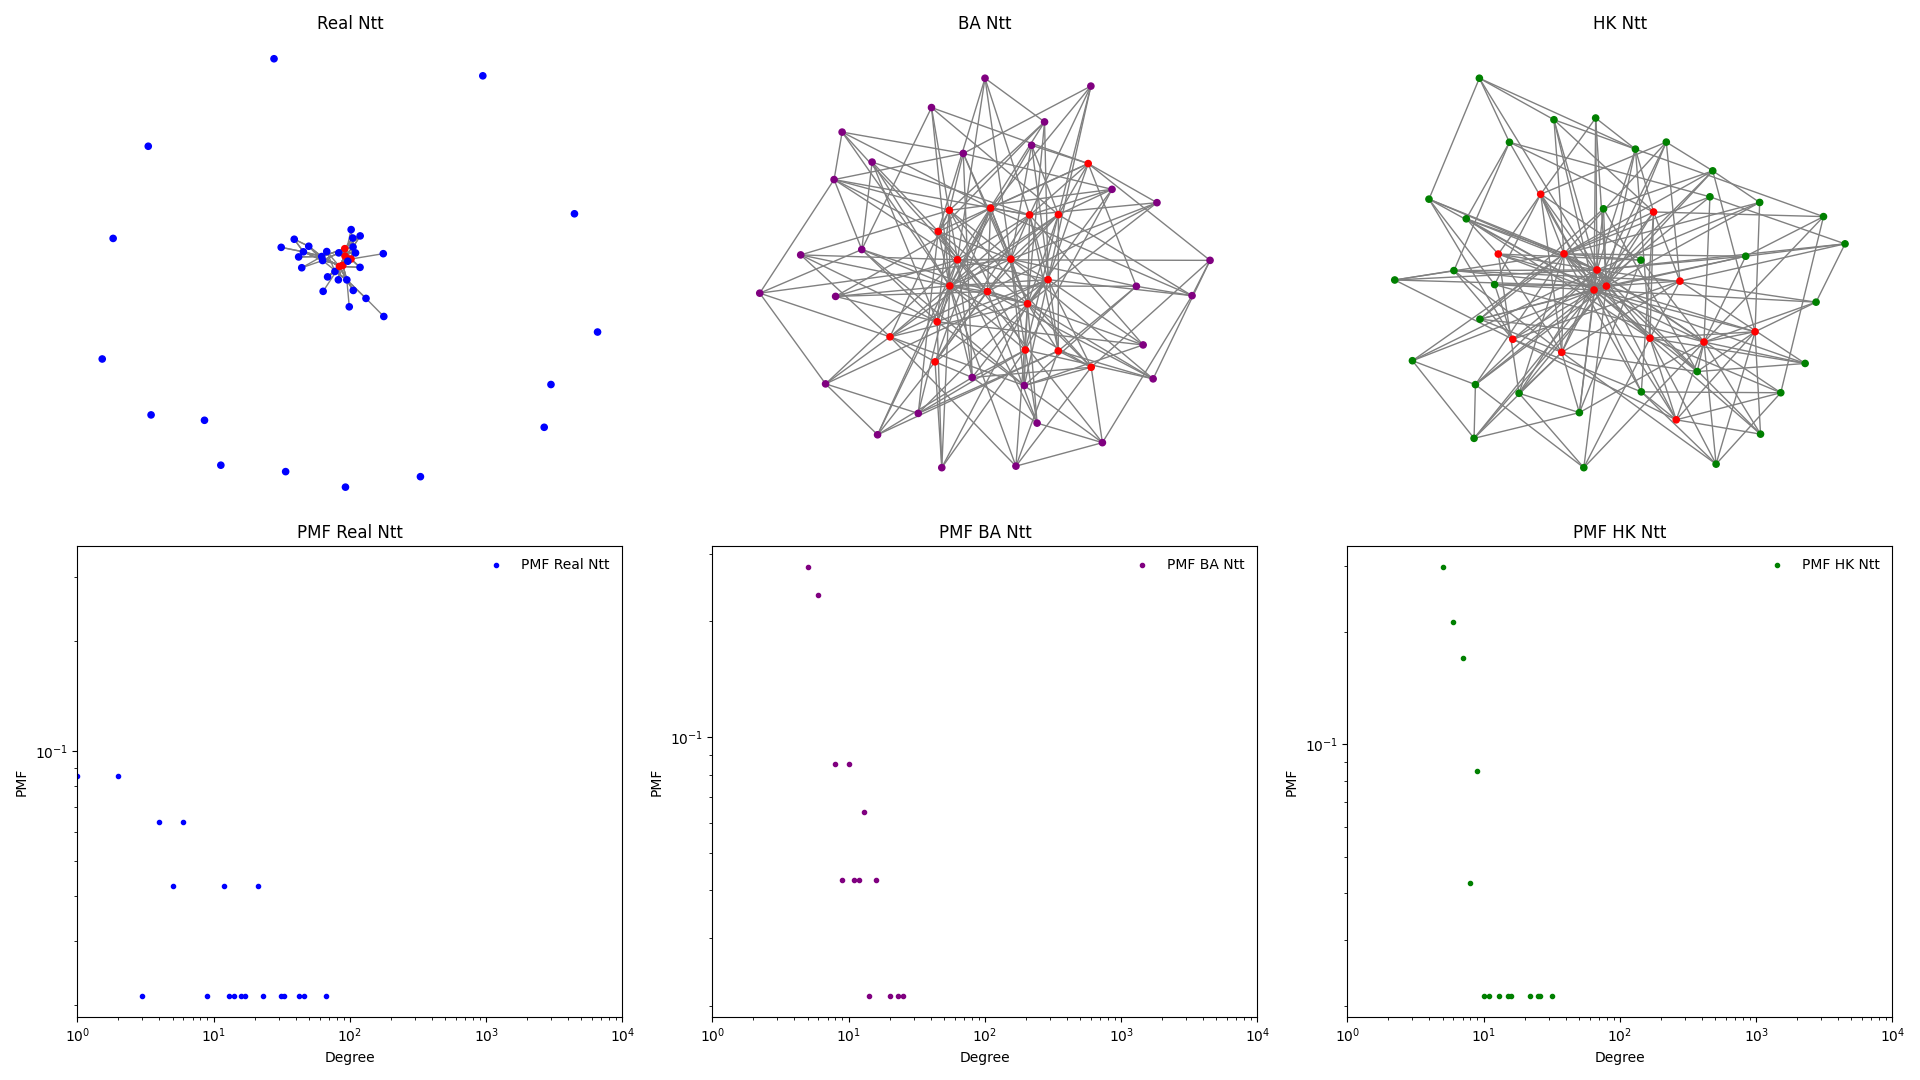 Real Ntt
BA Ntt
HK Ntt
PMF Real Ntt
PMF Real Ntt
10⁻¹
PMF
10⁰ 10¹ 10² 10³ 10⁴
Degree
PMF BA Ntt
PMF BA Ntt
10⁻¹
PMF
10⁰ 10¹ 10² 10³ 10⁴
Degree
PMF HK Ntt
PMF HK Ntt
10⁻¹
PMF
10⁰ 10¹ 10² 10³ 10⁴
Degree